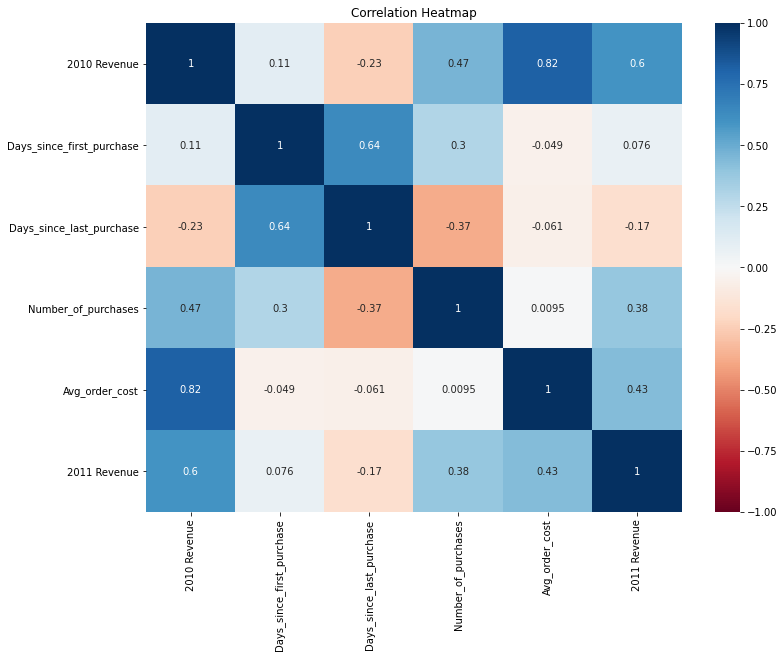 Correlation Heatmap
2010 Revenue 1 0.11 -0.23 0.47 0.82 0.6
Days_since_first_purchase 0.11 1 0.64 0.3 -0.049 0.076
Days_since_last_purchase -0.23 0.64 1 -0.37 -0.061 -0.17
Number_of_purchases 0.47 0.3 -0.37 1 0.0095 0.38
Avg_order_cost 0.82 -0.049 -0.061 0.0095 1 0.43
2011 Revenue 0.6 0.076 -0.17 0.38 0.43 1
2010 Revenue
Days_since_first_purchase
Days_since_last_purchase
Number_of_purchases
Avg_order_cost
2011 Revenue
1.00
0.75
0.50
0.25
0.00
−0.25
−0.50
−0.75
−1.00